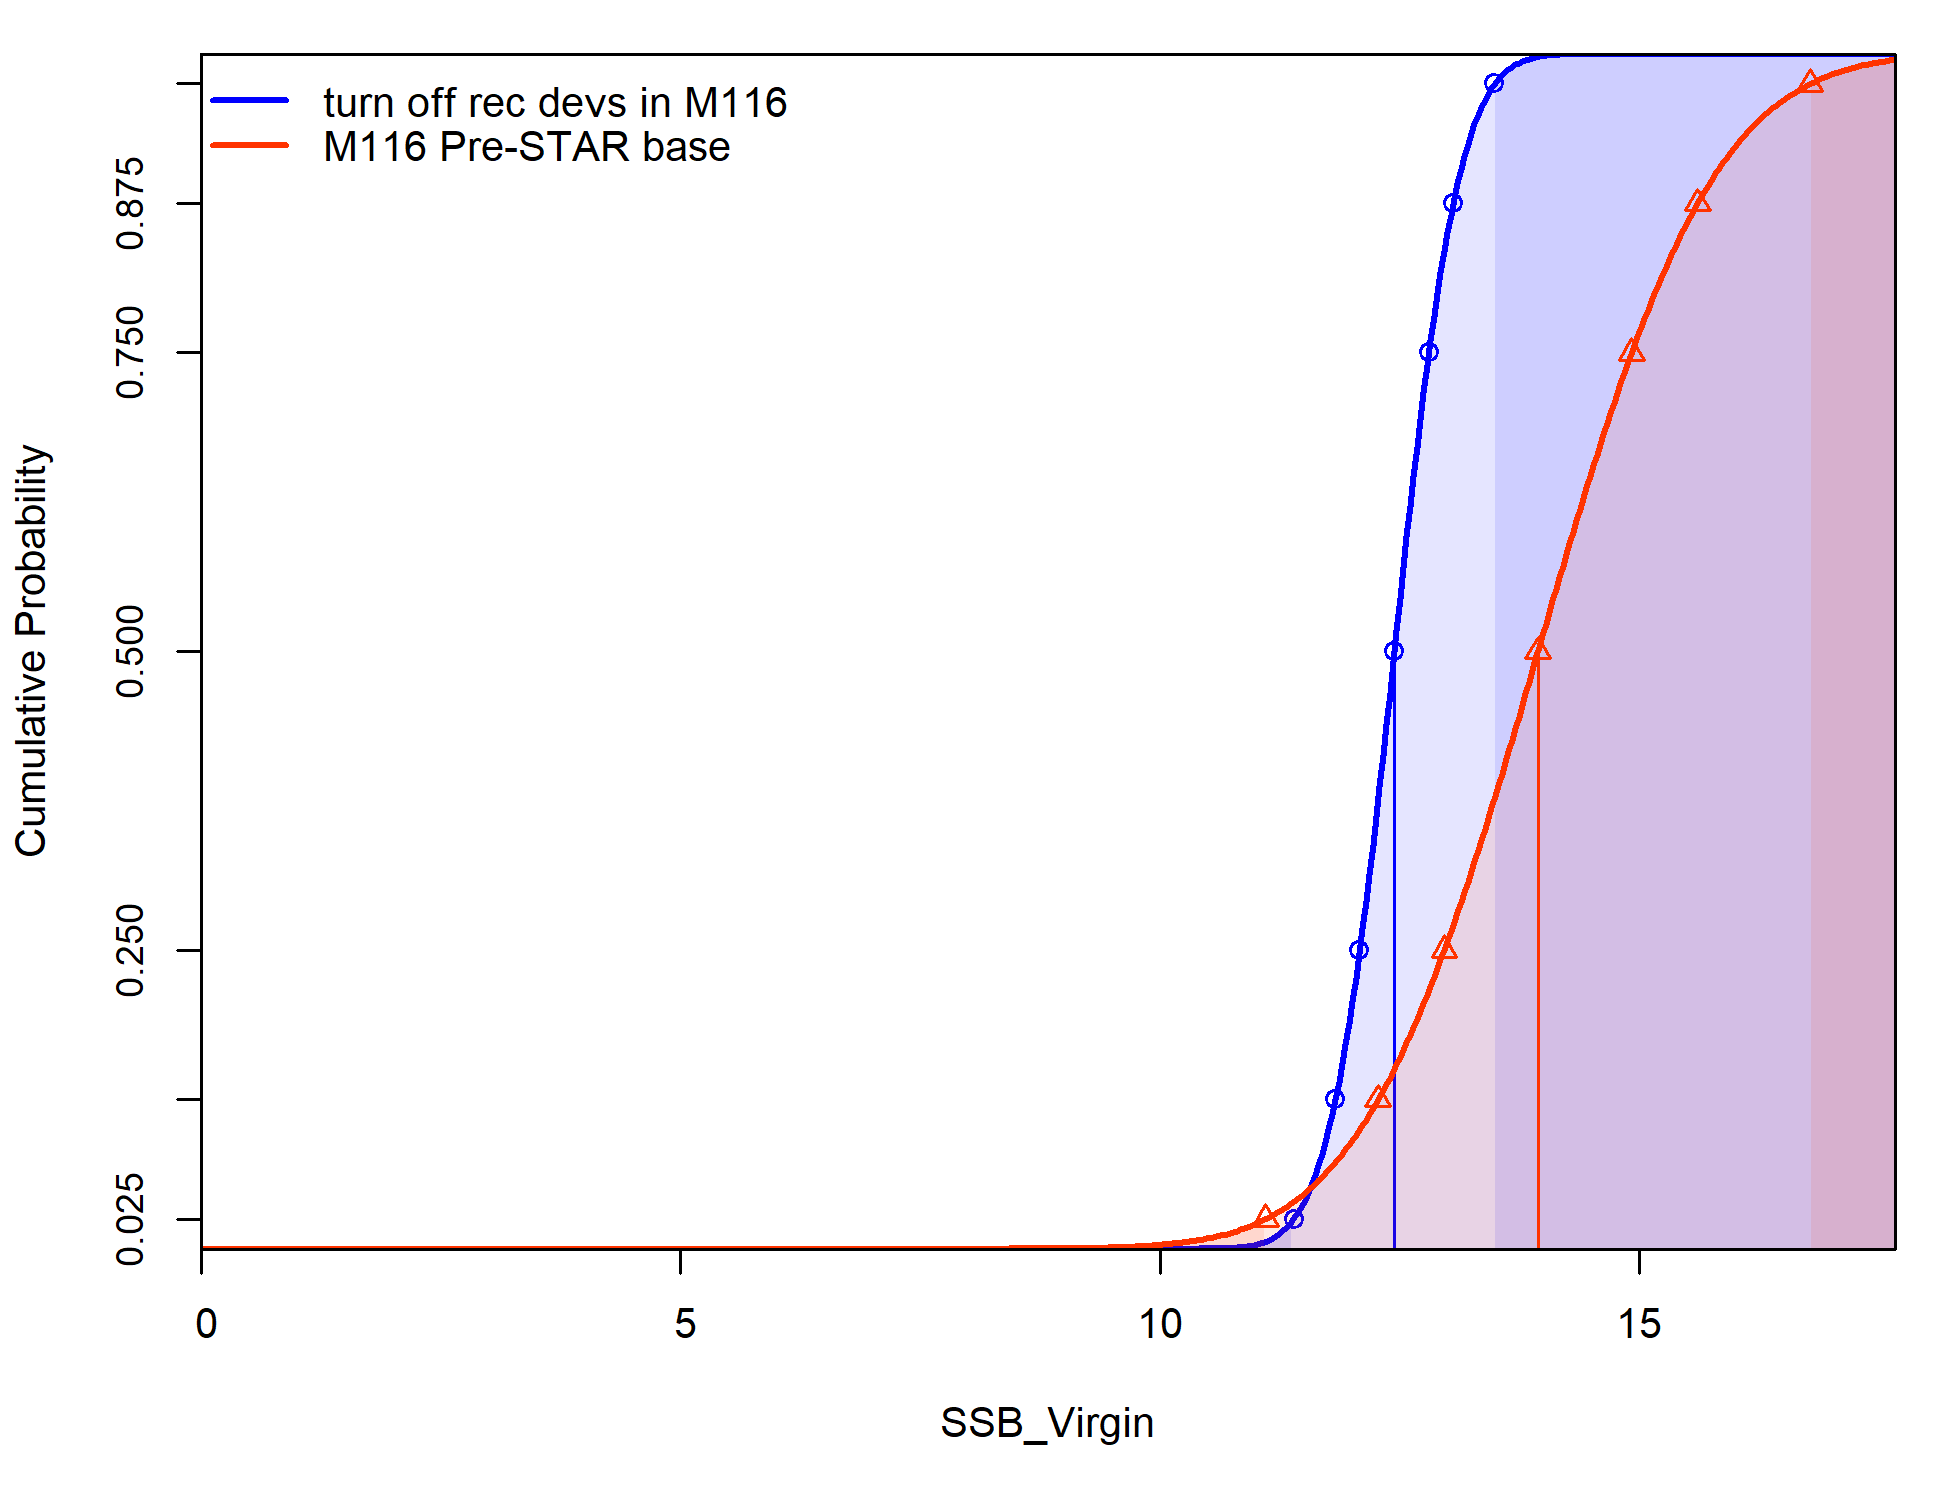 turn off rec devs in M116
M116 Pre-STAR base
Cumulative Probability
0.875
0.750
0.500
0.250
0.025
0 5 10 15
SSB_Virgin